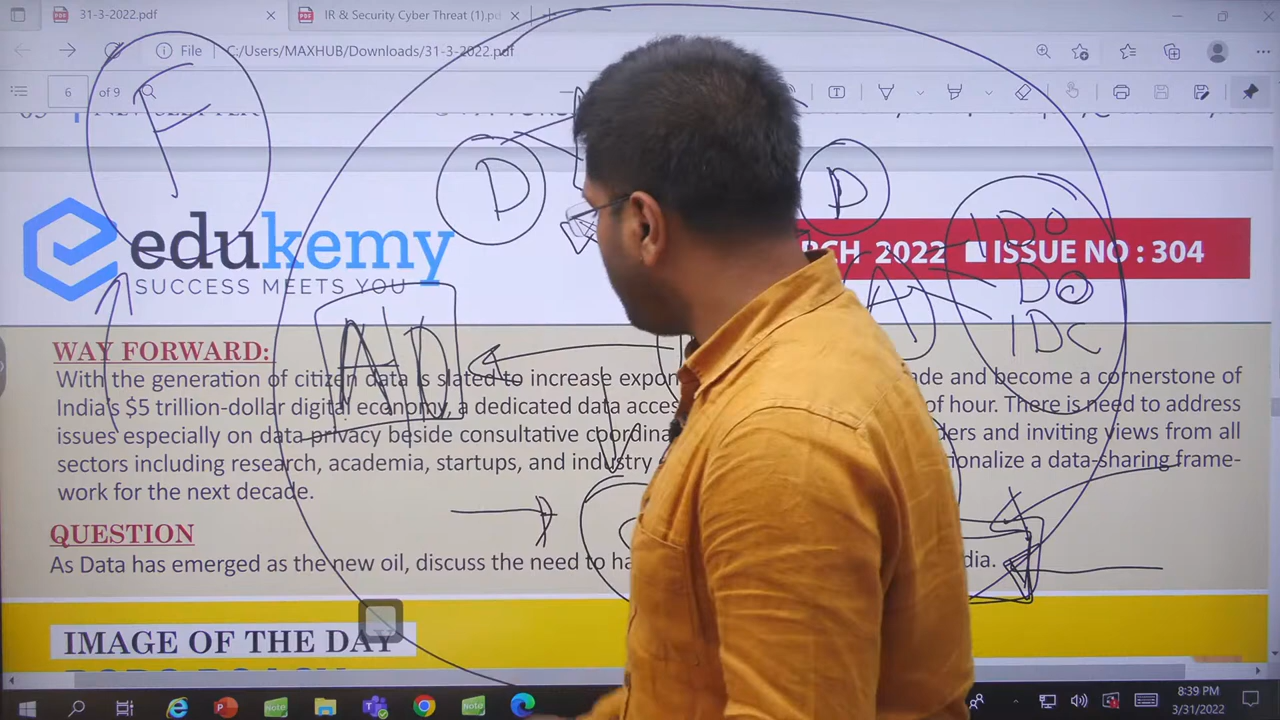 31-3-2022.pdf
IR & Security Cyber Threat (1).pd
File C:/Users/MAXHUB/Downloads/31-3-2022.pdf
6 of 9
F
D D
IDO
A DO
IDC
AD
edukemy
SUCCESS MEETS YOU
RCH 2022 ISSUE NO : 304
WAY FORWARD:
With the generation of citizen data is slated to increase expon ade and become a cornerstone of
India's $5 trillion-dollar digital economy, a dedicated data acces of hour. There is need to address
issues especially on data privacy beside consultative coordina ders and inviting views from all
sectors including research, academia, startups, and industry ionalize a data-sharing frame-
work for the next decade.
QUESTION
As Data has emerged as the new oil, discuss the need to ha dia.
IMAGE OF THE DAY
8:39 PM
3/31/2022